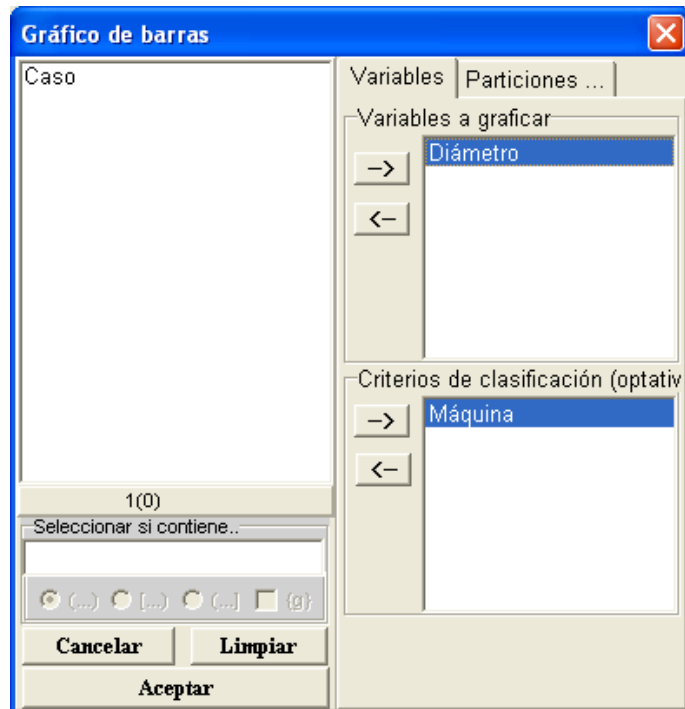 Gráfico de barras
Caso
1(0)
Seleccionar si contiene..
(...) [...) (...] {g}
Cancelar Limpiar
Aceptar
Variables Particiones ...
Variables a graficar
-->
Diámetro
<--
Criterios de clasificación (optativ
-->
Máquina
<--